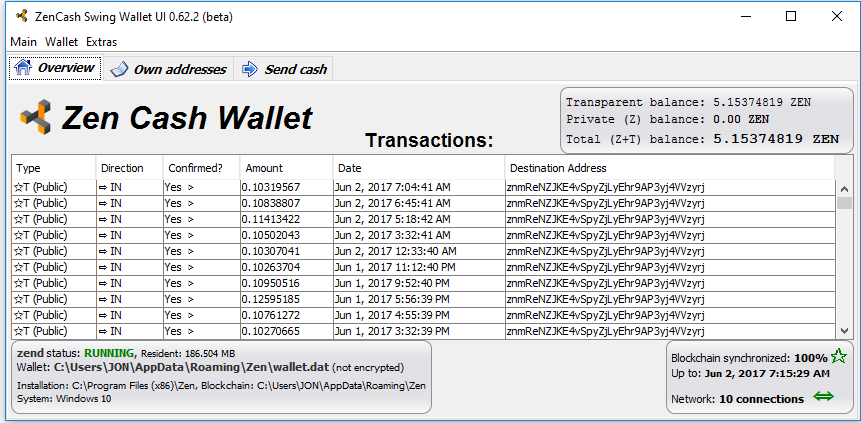 ZenCash Swing Wallet UI 0.62.2 (beta)
Main Wallet Extras
Overview Own addresses Send cash
Zen Cash Wallet
Transactions:
Transparent balance: 5.15374819 ZEN
Private (Z) balance: 0.00 ZEN
Total (Z+T) balance: 5.15374819 ZEN
Type Direction Confirmed? Amount Date Destination Address
☆T (Public) ⇨ IN Yes > 0.10319567 Jun 2, 2017 7:04:41 AM znmReNZJKE4vSpyZjLyEhr9AP3yj4VVzyrj
☆T (Public) ⇨ IN Yes > 0.10838807 Jun 2, 2017 6:45:41 AM znmReNZJKE4vSpyZjLyEhr9AP3yj4VVzyrj
☆T (Public) ⇨ IN Yes > 0.11413422 Jun 2, 2017 5:18:42 AM znmReNZJKE4vSpyZjLyEhr9AP3yj4VVzyrj
☆T (Public) ⇨ IN Yes > 0.10502043 Jun 2, 2017 3:32:41 AM znmReNZJKE4vSpyZjLyEhr9AP3yj4VVzyrj
☆T (Public) ⇨ IN Yes > 0.10307041 Jun 2, 2017 12:33:40 AM znmReNZJKE4vSpyZjLyEhr9AP3yj4VVzyrj
☆T (Public) ⇨ IN Yes > 0.10263704 Jun 1, 2017 11:12:40 PM znmReNZJKE4vSpyZjLyEhr9AP3yj4VVzyrj
☆T (Public) ⇨ IN Yes > 0.10950516 Jun 1, 2017 9:52:40 PM znmReNZJKE4vSpyZjLyEhr9AP3yj4VVzyrj
☆T (Public) ⇨ IN Yes > 0.12595185 Jun 1, 2017 5:56:39 PM znmReNZJKE4vSpyZjLyEhr9AP3yj4VVzyrj
☆T (Public) ⇨ IN Yes > 0.10761272 Jun 1, 2017 4:55:39 PM znmReNZJKE4vSpyZjLyEhr9AP3yj4VVzyrj
☆T (Public) ⇨ IN Yes > 0.10270665 Jun 1, 2017 3:32:39 PM znmReNZJKE4vSpyZjLyEhr9AP3yj4VVzyrj
zend status: RUNNING, Resident: 186.504 MB
Wallet: C:\Users\JON\AppData\Roaming\Zen\wallet.dat (not encrypted)
Installation: C:\Program Files (x86)\Zen, Blockchain: C:\Users\JON\AppData\Roaming\Zen
System: Windows 10
Blockchain synchronized: 100%
Up to: Jun 2, 2017 7:15:29 AM
Network: 10 connections